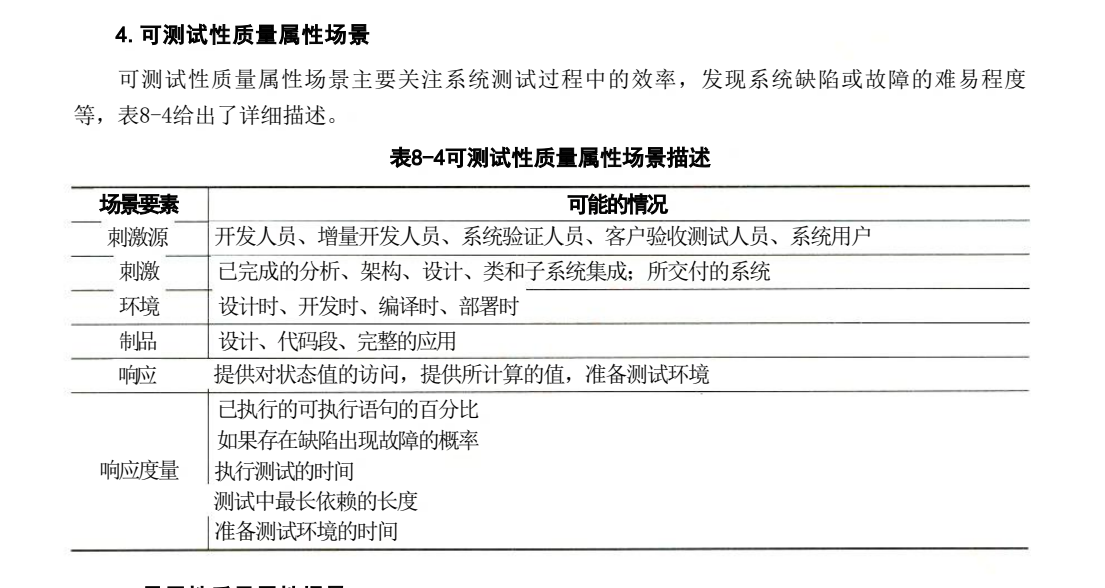 4. 可测试性质量属性场景
可测试性质量属性场景主要关注系统测试过程中的效率，发现系统缺陷或故障的难易程度
等，表8-4给出了详细描述。
表8-4可测试性质量属性场景描述
场景要素 可能的情况
刺激源 开发人员、增量开发人员、系统验证人员、客户验收测试人员、系统用户
刺激 已完成的分析、架构、设计、类和子系统集成；所交付的系统
环境 设计时、开发时、编译时、部署时
制品 设计、代码段、完整的应用
响应 提供对状态值的访问，提供所计算的值，准备测试环境
已执行的可执行语句的百分比
如果存在缺陷出现故障的概率
响应度量 执行测试的时间
测试中最长依赖的长度
准备测试环境的时间